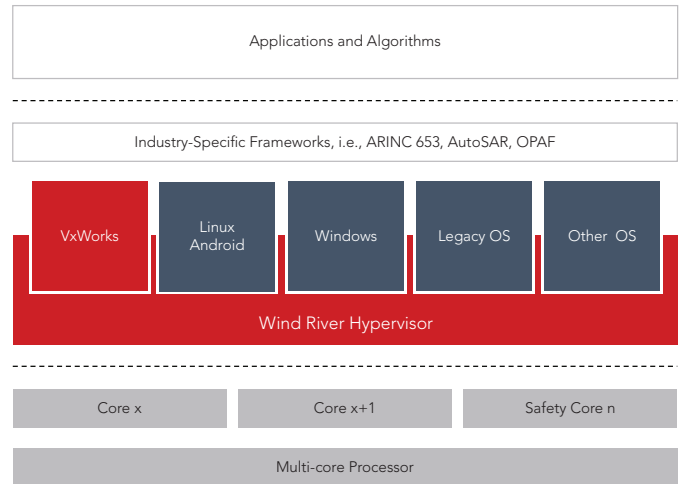 Applications and Algorithms
Industry-Specific Frameworks, i.e., ARINC 653, AutoSAR, OPAF
VxWorks
Linux
Android
Windows
Legacy OS
Other OS
Wind River Hypervisor
Core x
Core x+1
Safety Core n
Multi-core Processor